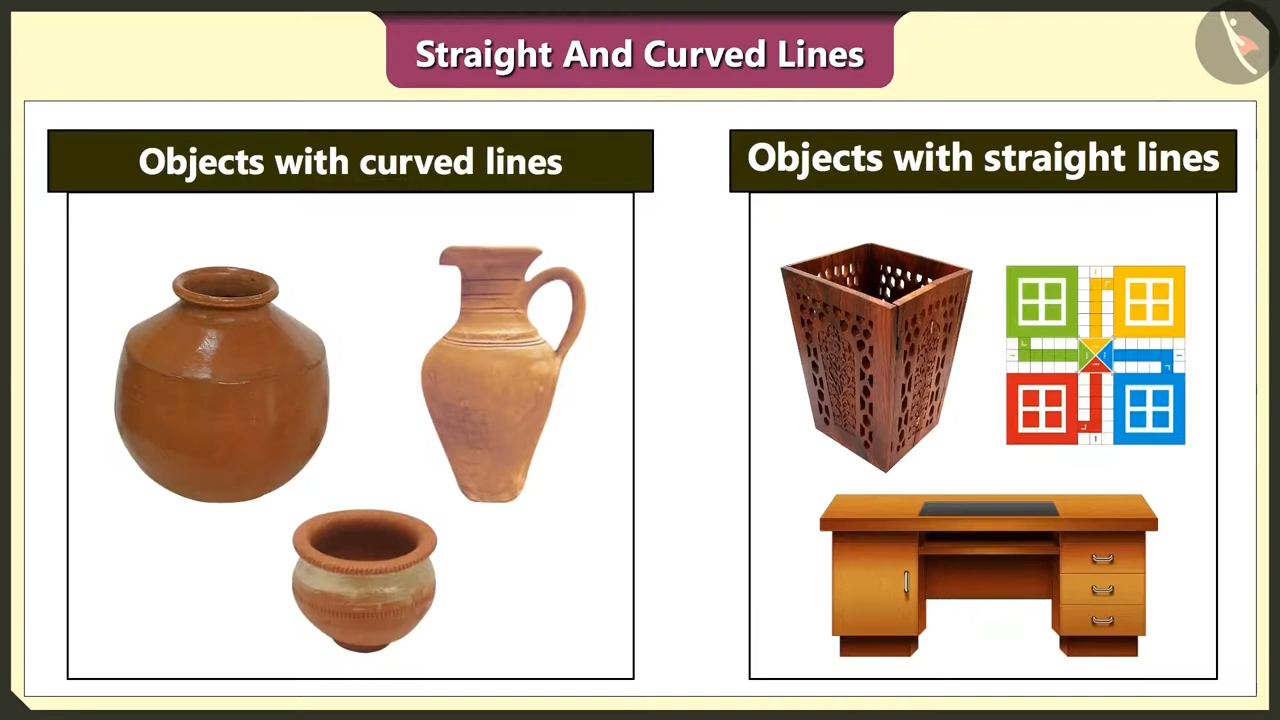 Straight And Curved Lines
Objects with curved lines
Objects with straight lines